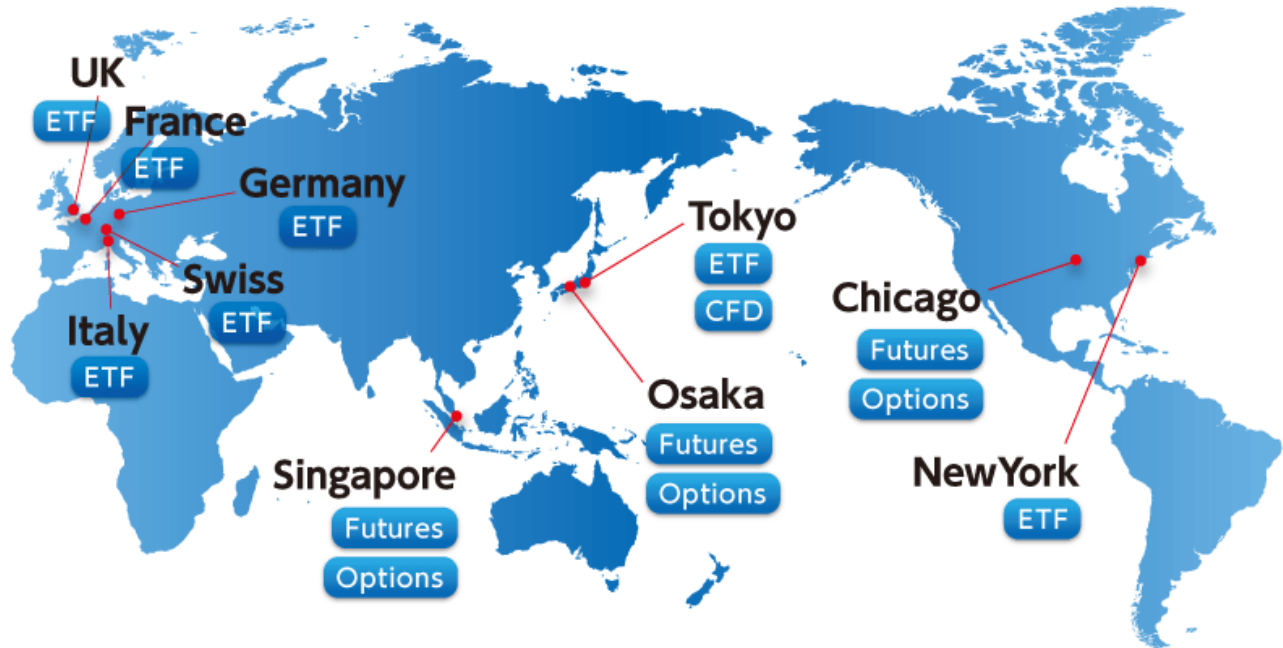 UK
ETF
France
ETF
Germany
ETF
Swiss
ETF
Italy
ETF
Singapore
Futures
Options
Tokyo
ETF
CFD
Osaka
Futures
Options
Chicago
Futures
Options
NewYork
ETF